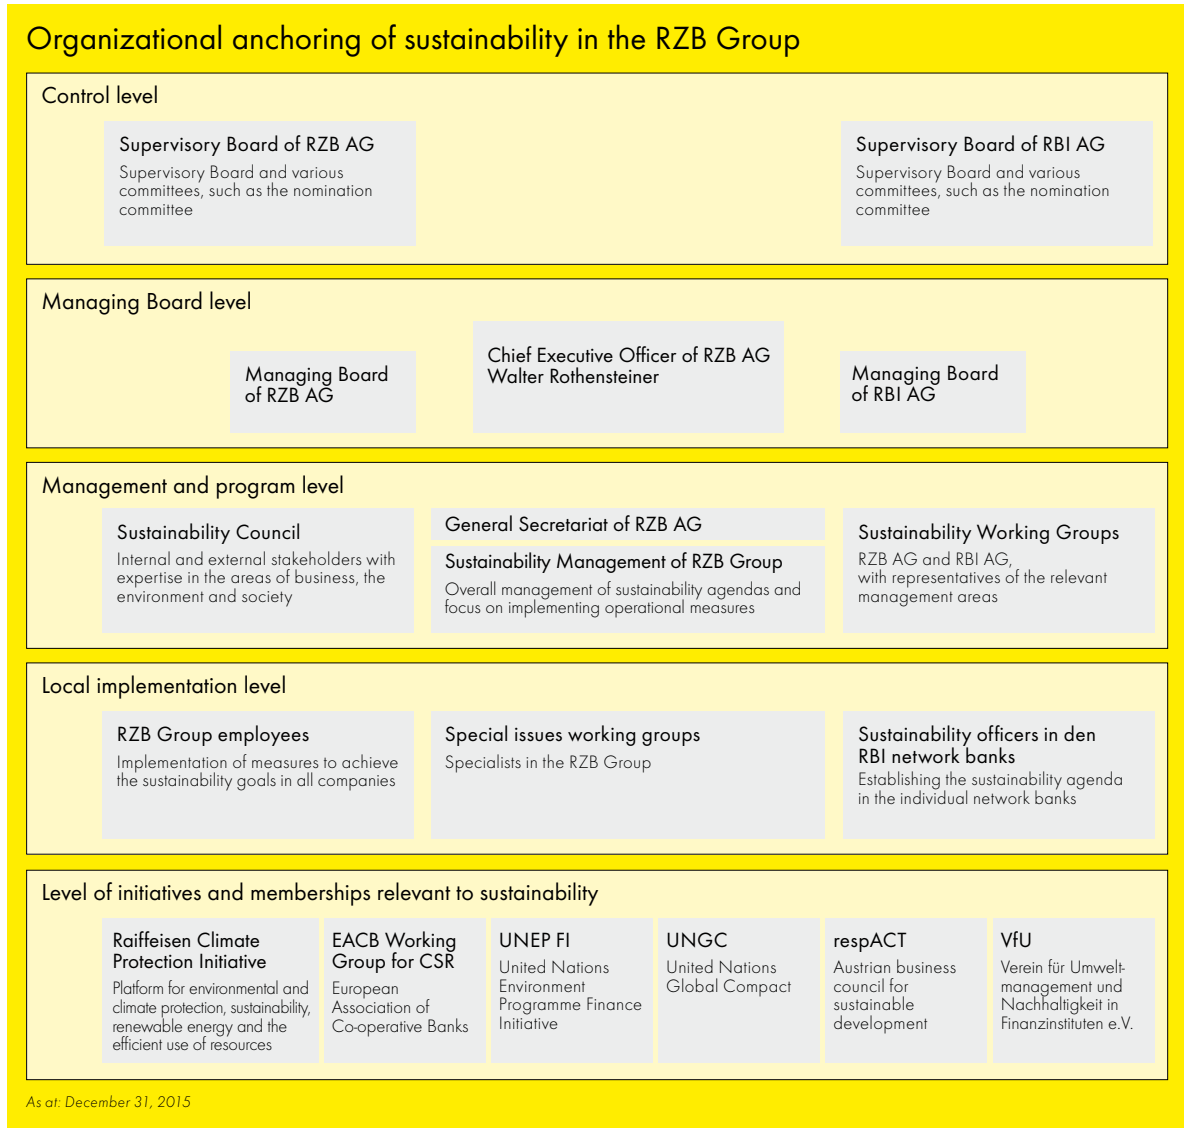 Organizational anchoring of sustainability in the RZB Group
Control level
Supervisory Board of RZB AG
Supervisory Board and various
committees, such as the nomination
committee
Supervisory Board of RBI AG
Supervisory Board and various
committees, such as the nomination
committee
Managing Board level
Managing Board
of RZB AG
Chief Executive Officer of RZB AG
Walter Rothensteiner
Managing Board
of RBI AG
Management and program level
Sustainability Council
Internal and external stakeholders with
expertise in the areas of business, the
environment and society
General Secretariat of RZB AG
Sustainability Management of RZB Group
Overall management of sustainability agendas and
focus on implementing operational measures
Sustainability Working Groups
RZB AG and RBI AG,
with representatives of the relevant
management areas
Local implementation level
RZB Group employees
Implementation of measures to achieve
the sustainability goals in all companies
Special issues working groups
Specialists in the RZB Group
Sustainability officers in den
RBI network banks
Establishing the sustainability agenda
in the individual network banks
Level of initiatives and memberships relevant to sustainability
Raiffeisen Climate
Protection Initiative
Platform for environmental and
climate protection, sustainability,
renewable energy and the
efficient use of resources
EACB Working
Group for CSR
European
Association of
Co-operative Banks
UNEP FI
United Nations
Environment
Programme Finance
Initiative
UNGC
United Nations
Global Compact
respACT
Austrian business
council for
sustainable
development
VfU
Verein für Umwelt-
management und
Nachhaltigkeit in
Finanzinstituten e.V.
As at: December 31, 2015